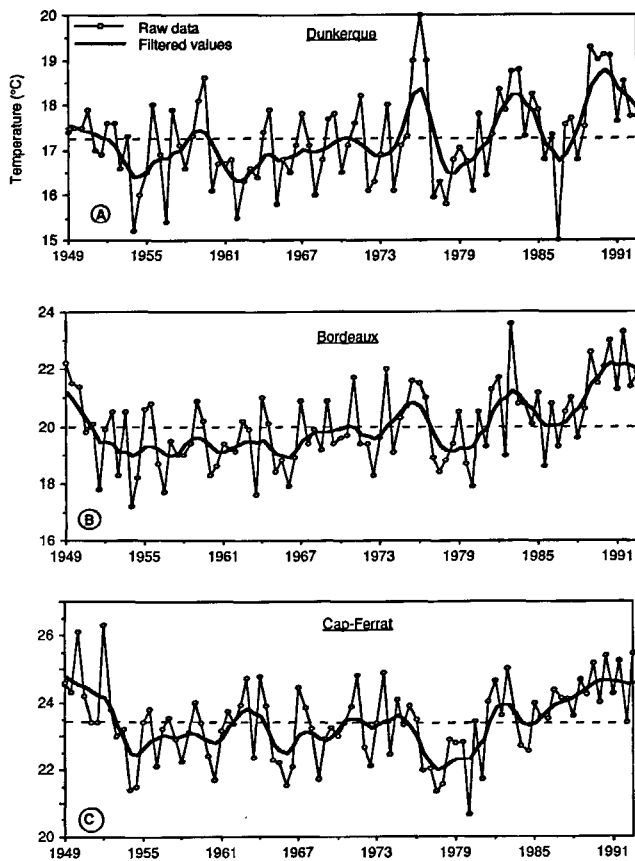 20
Raw data
Filtered values
Dunkerque
19
18
17
16
15
Temperature (°C)
A
1949 1955 1961 1967 1973 1979 1985 1991
24
Bordeaux
22
20
18
16
B
1949 1955 1961 1967 1973 1979 1985 1991
Cap-Ferrat
26
24
22
20
C
1949 1955 1961 1967 1973 1979 1985 1991